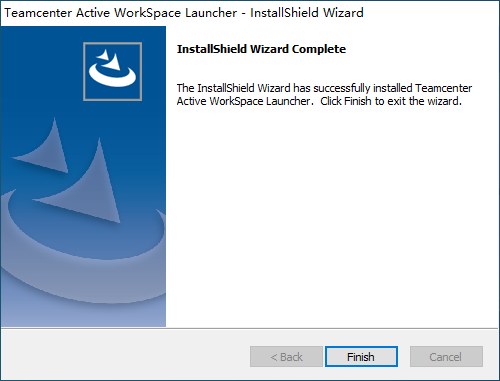 Teamcenter Active WorkSpace Launcher - InstallShield Wizard
InstallShield Wizard Complete
The InstallShield Wizard has successfully installed Teamcenter
Active WorkSpace Launcher. Click Finish to exit the wizard.
< Back
Finish
Cancel